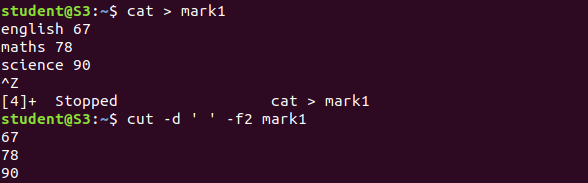 student@S3:~$ cat > mark1
english 67
maths 78
science 90
^Z
[4]+  Stopped                 cat > mark1
student@S3:~$ cut -d ' ' -f2 mark1
67
78
90